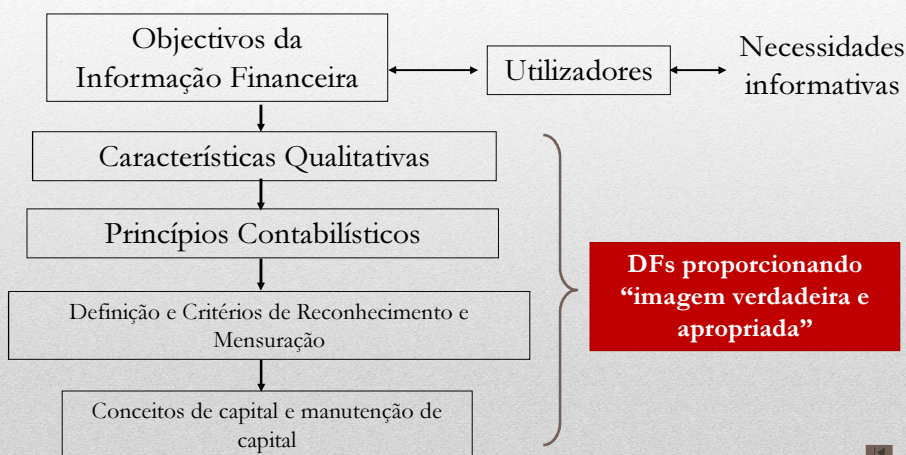 Objectivos da
Informação Financeira
Utilizadores
Necessidades
informativas
Características Qualitativas
Princípios Contabilísticos
Definição e Critérios de Reconhecimento e
Mensuração
Conceitos de capital e manutenção de
capital
DFs proporcionando
“imagem verdadeira e
apropriada”